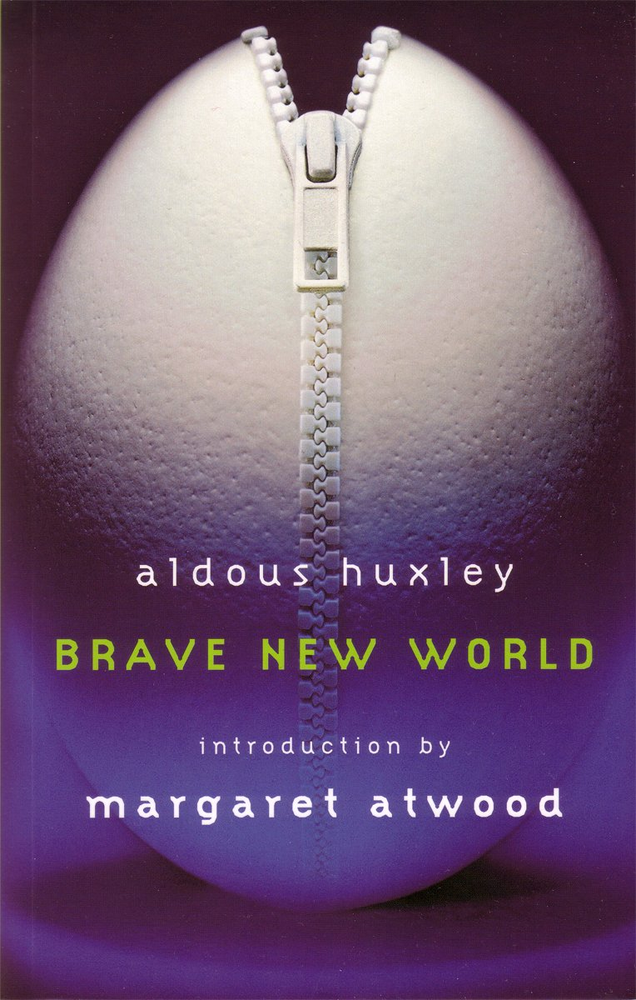 aldous huxley
BRAVE NEW WORLD
introduction by
margaret atwood